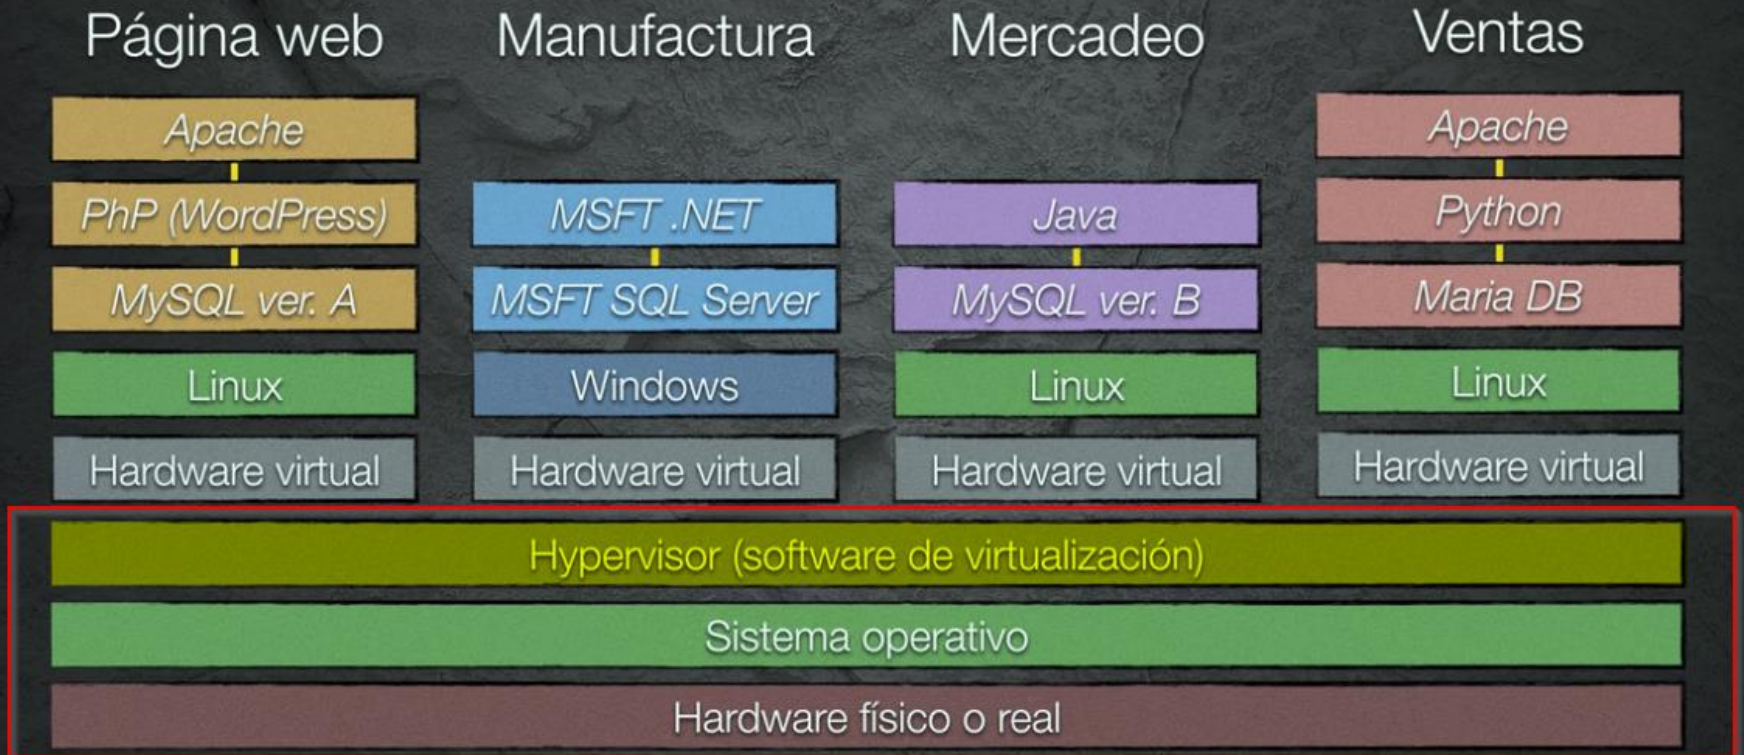 Página web
Manufactura
Mercadeo
Ventas
Apache
Apache
PhP (WordPress)
MSFT .NET
Java
Python
MySQL ver. A
MSFT SQL Server
MySQL ver. B
Maria DB
Linux
Windows
Linux
Linux
Hardware virtual
Hardware virtual
Hardware virtual
Hardware virtual
Hypervisor (software de virtualización)
Sistema operativo
Hardware físico o real